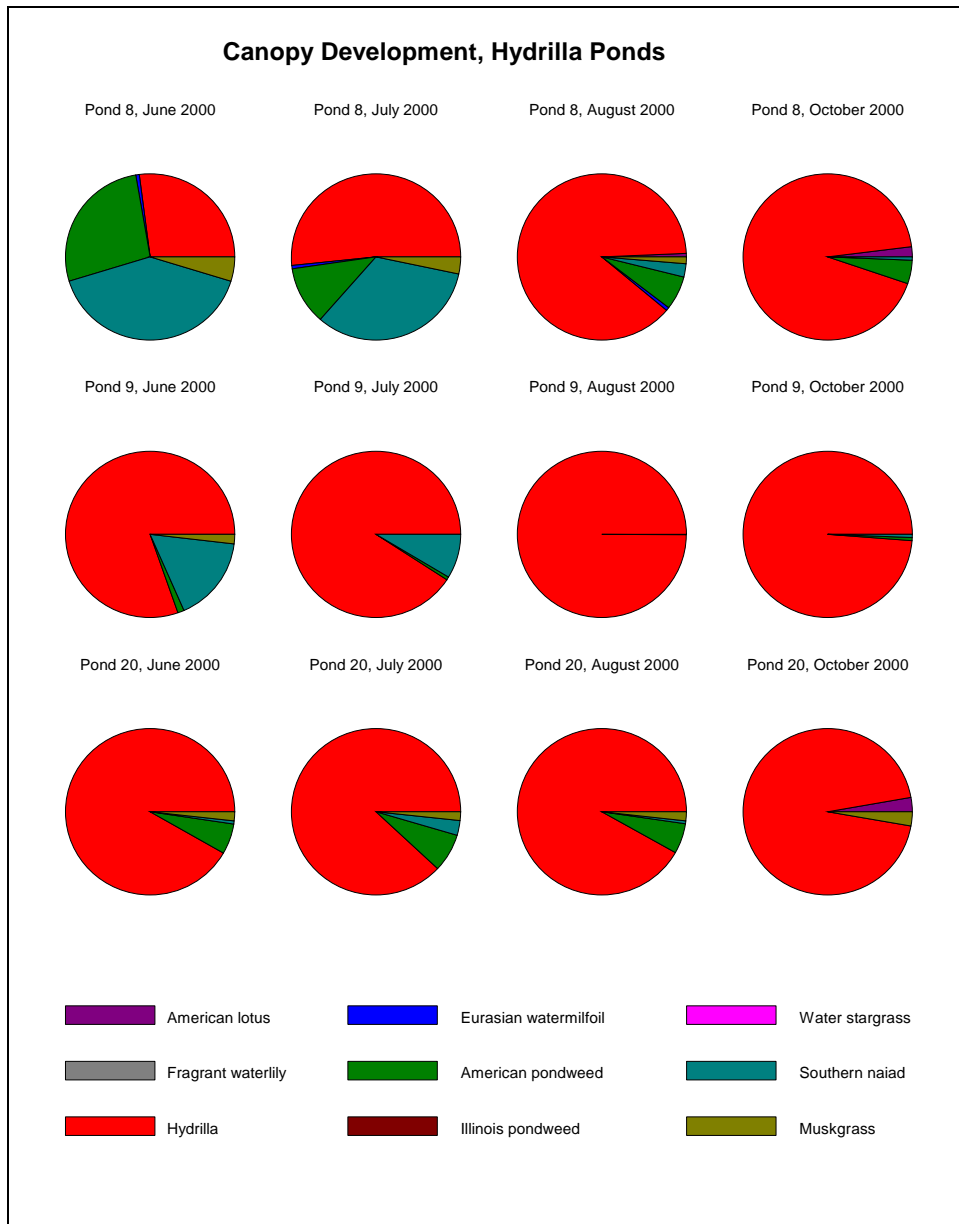 Canopy Development, Hydrilla Ponds
Pond 8, June 2000
Pond 8, July 2000
Pond 8, August 2000
Pond 8, October 2000
Pond 9, June 2000
Pond 9, July 2000
Pond 9, August 2000
Pond 9, October 2000
Pond 20, June 2000
Pond 20, July 2000
Pond 20, August 2000
Pond 20, October 2000
American lotus
Eurasian watermilfoil
Water stargrass
Fragrant waterlily
American pondweed
Southern naiad
Hydrilla
Illinois pondweed
Muskgrass